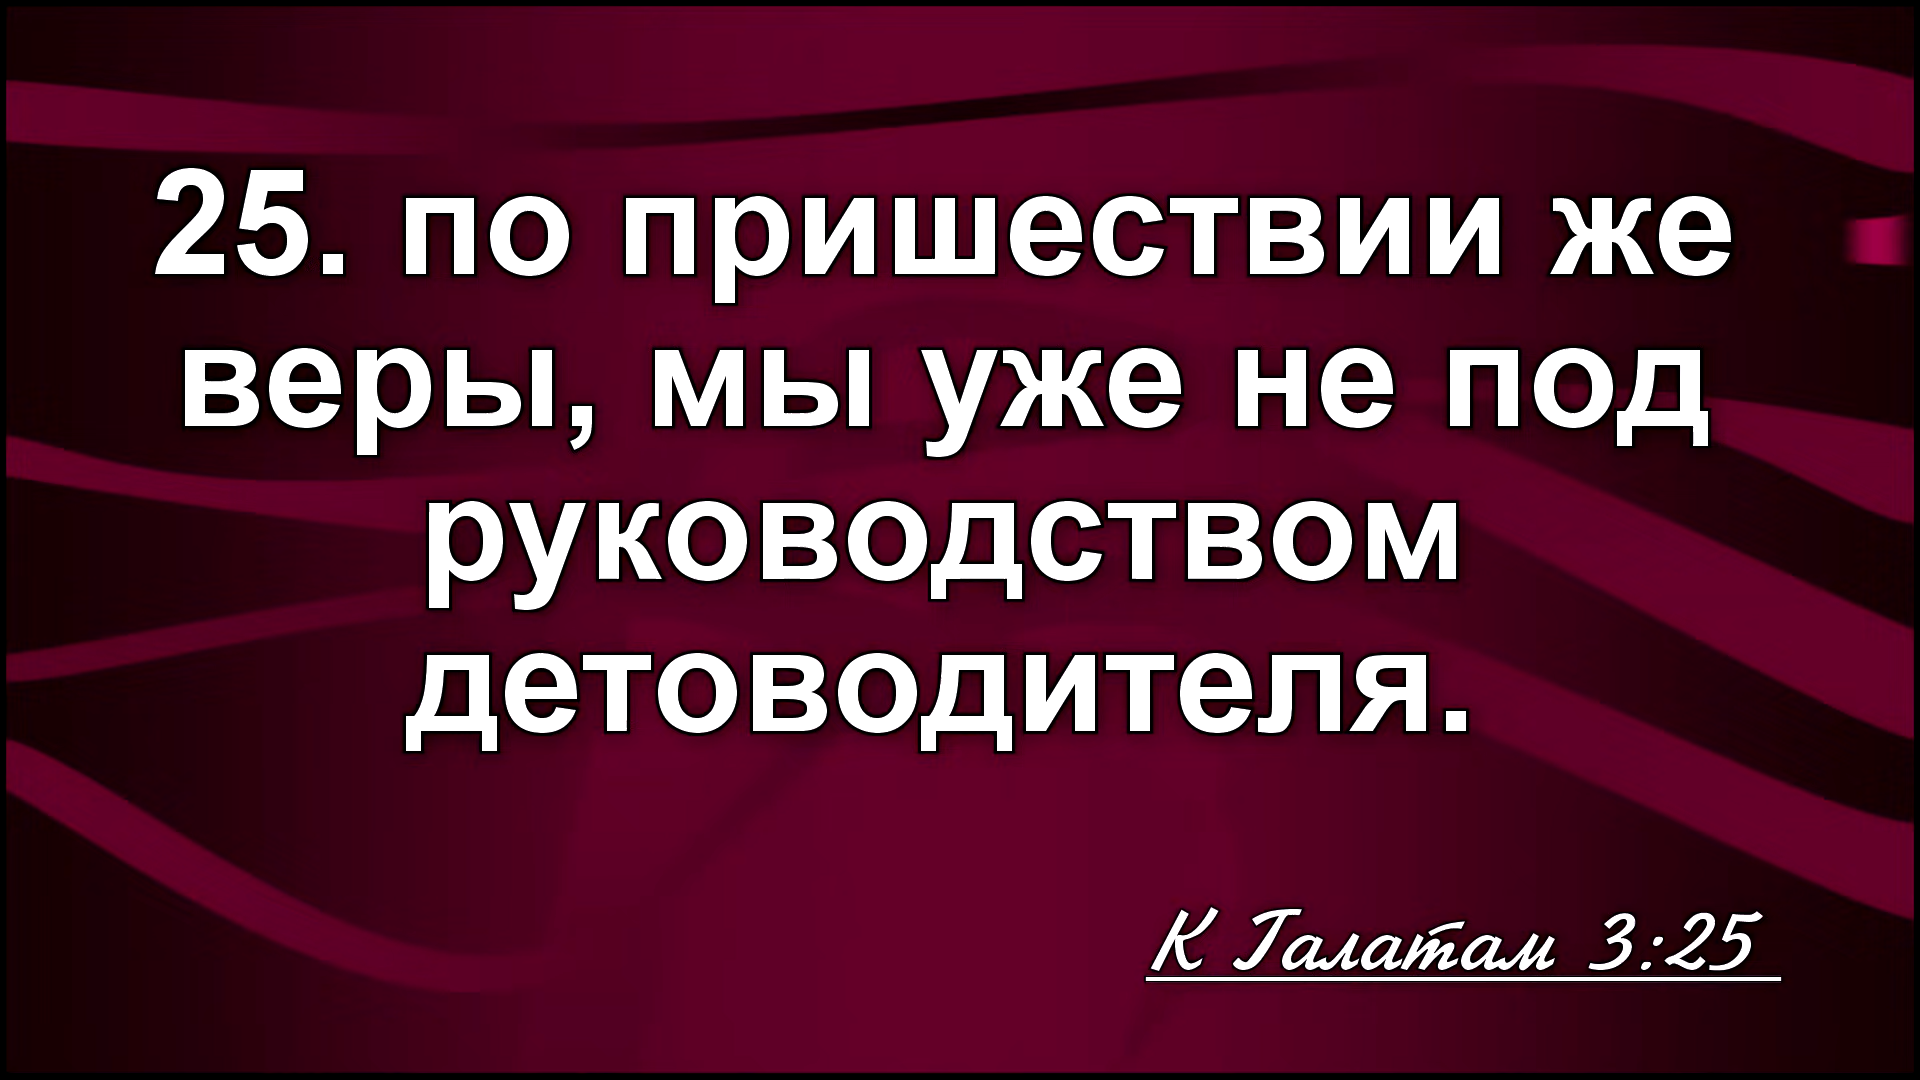 25. по пришествии же
веры, мы уже не под
руководством
детоводителя.
К Галатам 3:25